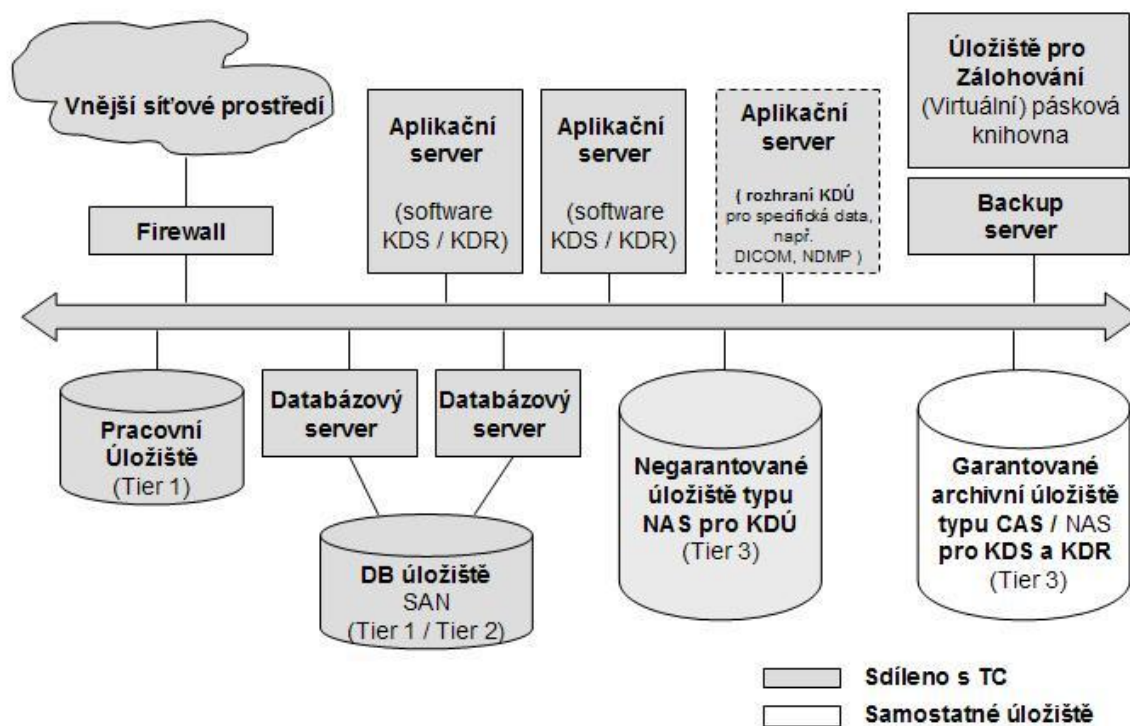 Vnější síťové prostředí
Firewall
Aplikační
server
(software
KDS / KDR)
Aplikační
server
(software
KDS / KDR)
Aplikační
server
( rozhraní KDÚ
pro specifická data,
např.
DICOM, NDMP )
Úložiště pro
Zálohování
(Virtuální) pásková
knihovna
Backup
server
Pracovní
Úložiště
(Tier 1)
Databázový
server
Databázový
server
DB úložiště
SAN
(Tier 1 / Tier 2)
Negarantované
úložiště typu
NAS pro KDÚ
(Tier 3)
Garantované
archivní úložiště
typu CAS / NAS
pro KDS a KDR
(Tier 3)
Sdíleno s TC
Samostatné úložiště